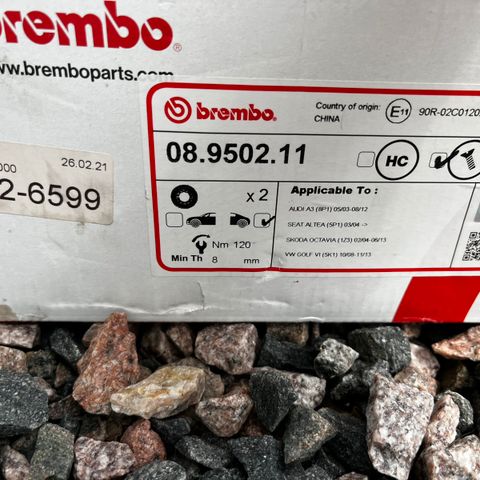 brembo
www.bremboparts.com
26.02.21
2-6599
brembo.
Country of origin:
CHINA
E11
90R-02C0120
08.9502.11
HC
x 2
Applicable To :
AUDI A3 (8P1) 05/03-08/12
SEAT ALTEA (5P1) 03/04 ->
SKODA OCTAVIA (1Z3) 02/04-06/13
VW GOLF VI (5K1) 10/08-11/13
Nm 120
Min Th 8 mm